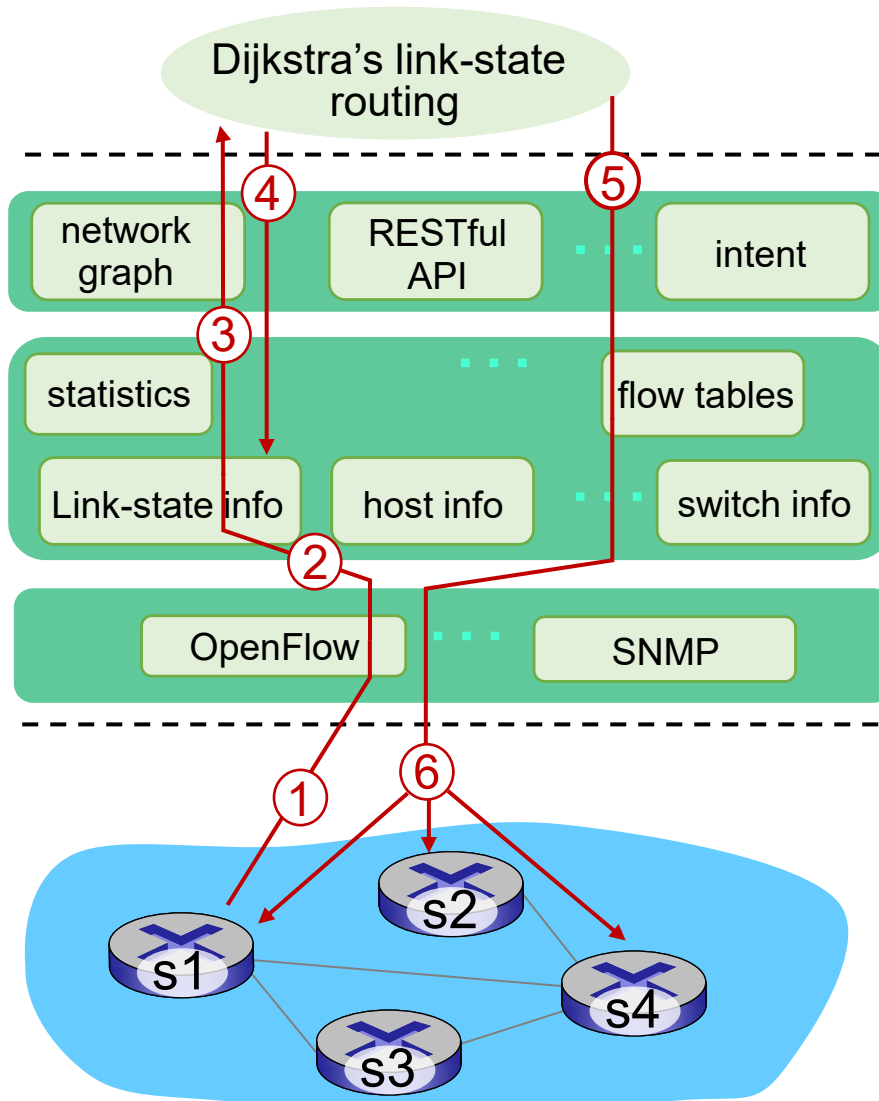 Dijkstra's link-state
routing
4
5
network
graph
RESTful
API
. . .
intent
3
statistics
. . .
flow tables
Link-state info
host info
. . .
switch info
2
OpenFlow
. . .
SNMP
1
6
s2
s1
s4
s3